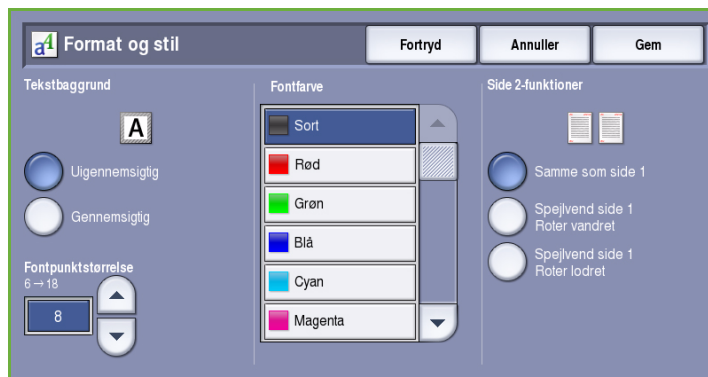 Format og stil
Fortryd
Annuller
Gem
Tekstbaggrund
A
Uigennemsigtig
Gennemsigtig
Fontpunktstørrelse
6→18
8
Fontfarve
Sort
Rød
Grøn
Blå
Cyan
Magenta
Side 2-funktioner
Samme som side 1
Spejlvend side 1
Roter vandret
Spejlvend side 1
Roter lodret